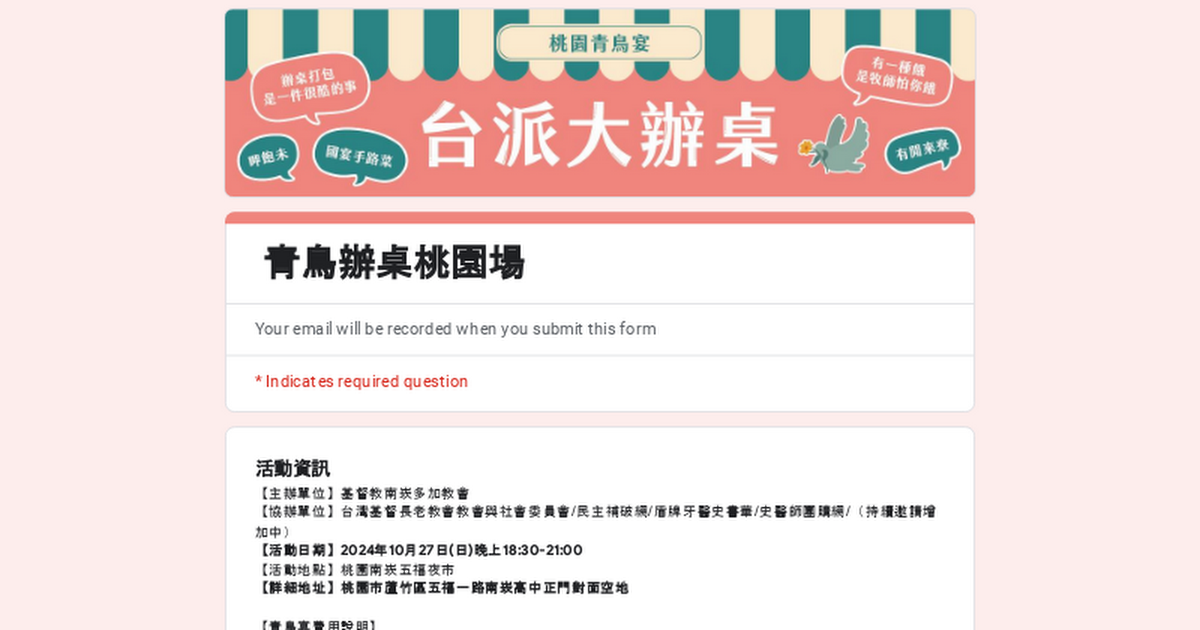 桃園青鳥宴
辦桌打包
是一件很酷的事
有一種餓
是牧師怕你餓
台派大辦桌
呷飽未
國宴手路菜
有閒來寮
青鳥辦桌桃園場
Your email will be recorded when you submit this form
* Indicates required question
活動資訊
【主辦單位】基督教南崁多加教會
【協辦單位】台灣基督長老教會教會與社會委員會/民主補破網/盾牌牙醫史書華/史醫師團購網/（持續邀請增
加中）
【活動日期】2024年10月27日(日)晚上18:30-21:00
【活動地點】桃園南崁五福夜市
【詳細地址】桃園市蘆竹區五福一路南崁高中正門對面空地
【青鳥宴費用說明】